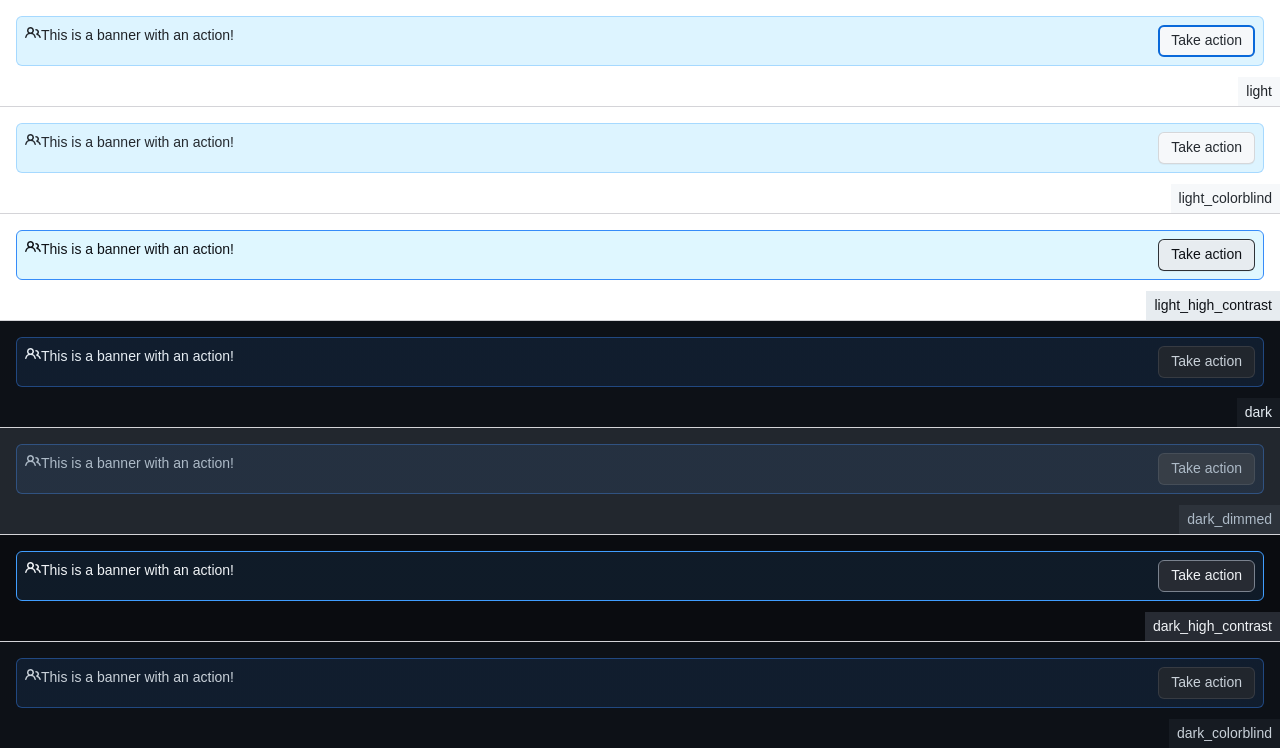 This is a banner with an action!
Take action
light
This is a banner with an action!
Take action
light_colorblind
This is a banner with an action!
Take action
light_high_contrast
This is a banner with an action!
Take action
dark
This is a banner with an action!
Take action
dark_dimmed
This is a banner with an action!
Take action
dark_high_contrast
This is a banner with an action!
Take action
dark_colorblind